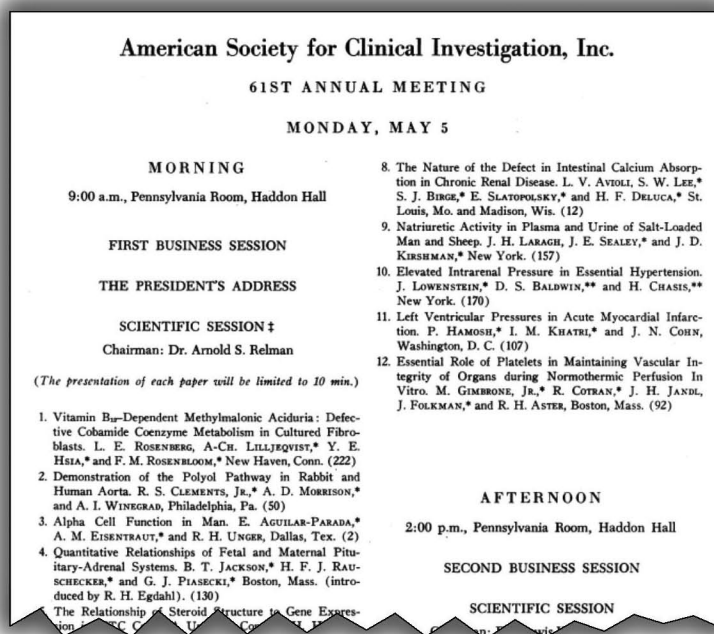 American Society for Clinical Investigation, Inc.
61ST ANNUAL MEETING
MONDAY, MAY 5
MORNING
9:00 a.m., Pennsylvania Room, Haddon Hall
FIRST BUSINESS SESSION
THE PRESIDENT'S ADDRESS
SCIENTIFIC SESSION ‡
Chairman: Dr. Arnold S. Relman
(The presentation of each paper will be limited to 10 min.)
1. Vitamin B₁₂-Dependent Methylmalonic Aciduria: Defec-
tive Cobamide Coenzyme Metabolism in Cultured Fibro-
blasts. L. E. ROSENBERG, A-CH. LILLJEQVIST,* Y. E.
HSIA,* and F. M. ROSENBLOOM,* New Haven, Conn. (222)
2. Demonstration of the Polyol Pathway in Rabbit and
Human Aorta. R. S. CLEMENTS, JR.,* A. D. MORRISON,*
and A. I. WINEGRAD, Philadelphia, Pa. (50)
3. Alpha Cell Function in Man. E. AGUILAR-PARADA,*
A. M. EISENTRAUT,* and R. H. UNGER, Dallas, Tex. (2)
4. Quantitative Relationships of Fetal and Maternal Pitu-
itary-Adrenal Systems. B. T. JACKSON,* H. F. J. RAU-
SCHECKER,* and G. J. PIASECKI,* Boston, Mass. (intro-
duced by R. H. Egdahl). (130)
The Relationship of Steroid Structure to Gene Expres-
8. The Nature of the Defect in Intestinal Calcium Absorp-
tion in Chronic Renal Disease. L. V. AVIOLI, S. W. LEE,*
S. J. BIRGE,* E. SLATOPOLSKY,* and H. F. DELUCA,* St.
Louis, Mo. and Madison, Wis. (12)
9. Natriuretic Activity in Plasma and Urine of Salt-Loaded
Man and Sheep. J. H. LARAGH, J. E. SEALEY,* and J. D.
KIRSHMAN,* New York. (157)
10. Elevated Intrarenal Pressure in Essential Hypertension.
J. LOWENSTEIN,* D. S. BALDWIN,** and H. CHASIS,**
New York. (170)
11. Left Ventricular Pressures in Acute Myocardial Infarc-
tion. P. HAMOSH,* I. M. KHATRI,* and J. N. COHN,
Washington, D. C. (107)
12. Essential Role of Platelets in Maintaining Vascular In-
tegrity of Organs during Normothermic Perfusion In
Vitro. M. GIMBRONE, JR.,* R. COTRAN,* J. H. JANDL,
J. FOLKMAN,* and R. H. ASTER, Boston, Mass. (92)
AFTERNOON
2:00 p.m., Pennsylvania Room, Haddon Hall
SECOND BUSINESS SESSION
SCIENTIFIC SESSION